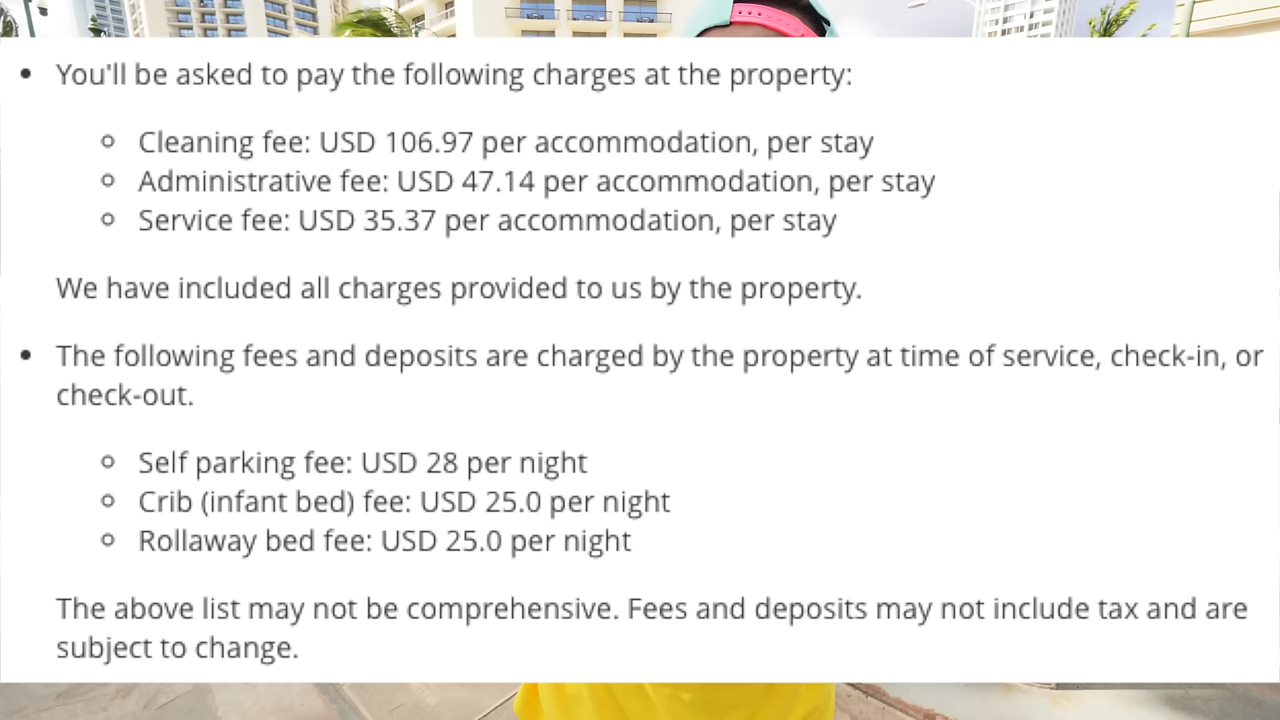 You'll be asked to pay the following charges at the property:
Cleaning fee: USD 106.97 per accommodation, per stay
Administrative fee: USD 47.14 per accommodation, per stay
Service fee: USD 35.37 per accommodation, per stay
We have included all charges provided to us by the property.
The following fees and deposits are charged by the property at time of service, check-in, or
check-out.
Self parking fee: USD 28 per night
Crib (infant bed) fee: USD 25.0 per night
Rollaway bed fee: USD 25.0 per night
The above list may not be comprehensive. Fees and deposits may not include tax and are
subject to change.